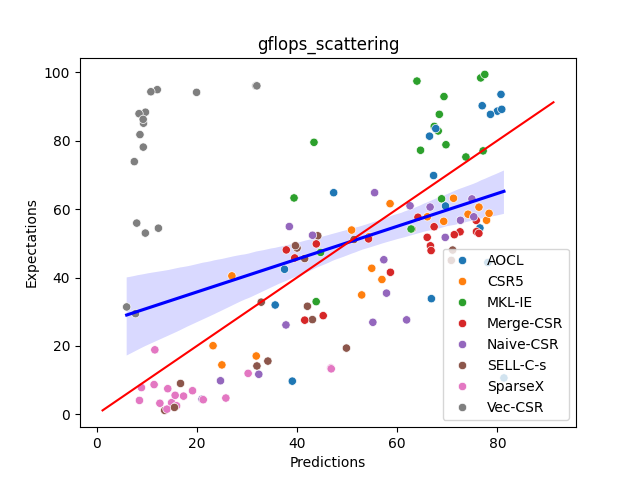 gflops_scattering
100
80
60
40
20
0
Expectations
0 20 40 60 80
Predictions
AOCL
CSR5
MKL-IE
Merge-CSR
Naive-CSR
SELL-C-s
SparseX
Vec-CSR